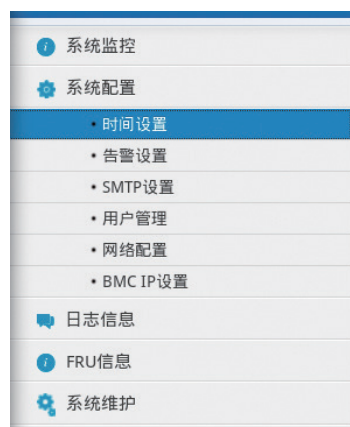 系统监控
系统配置
• 时间设置
• 告警设置
• SMTP设置
• 用户管理
• 网络配置
• BMC IP设置
日志信息
FRU信息
系统维护